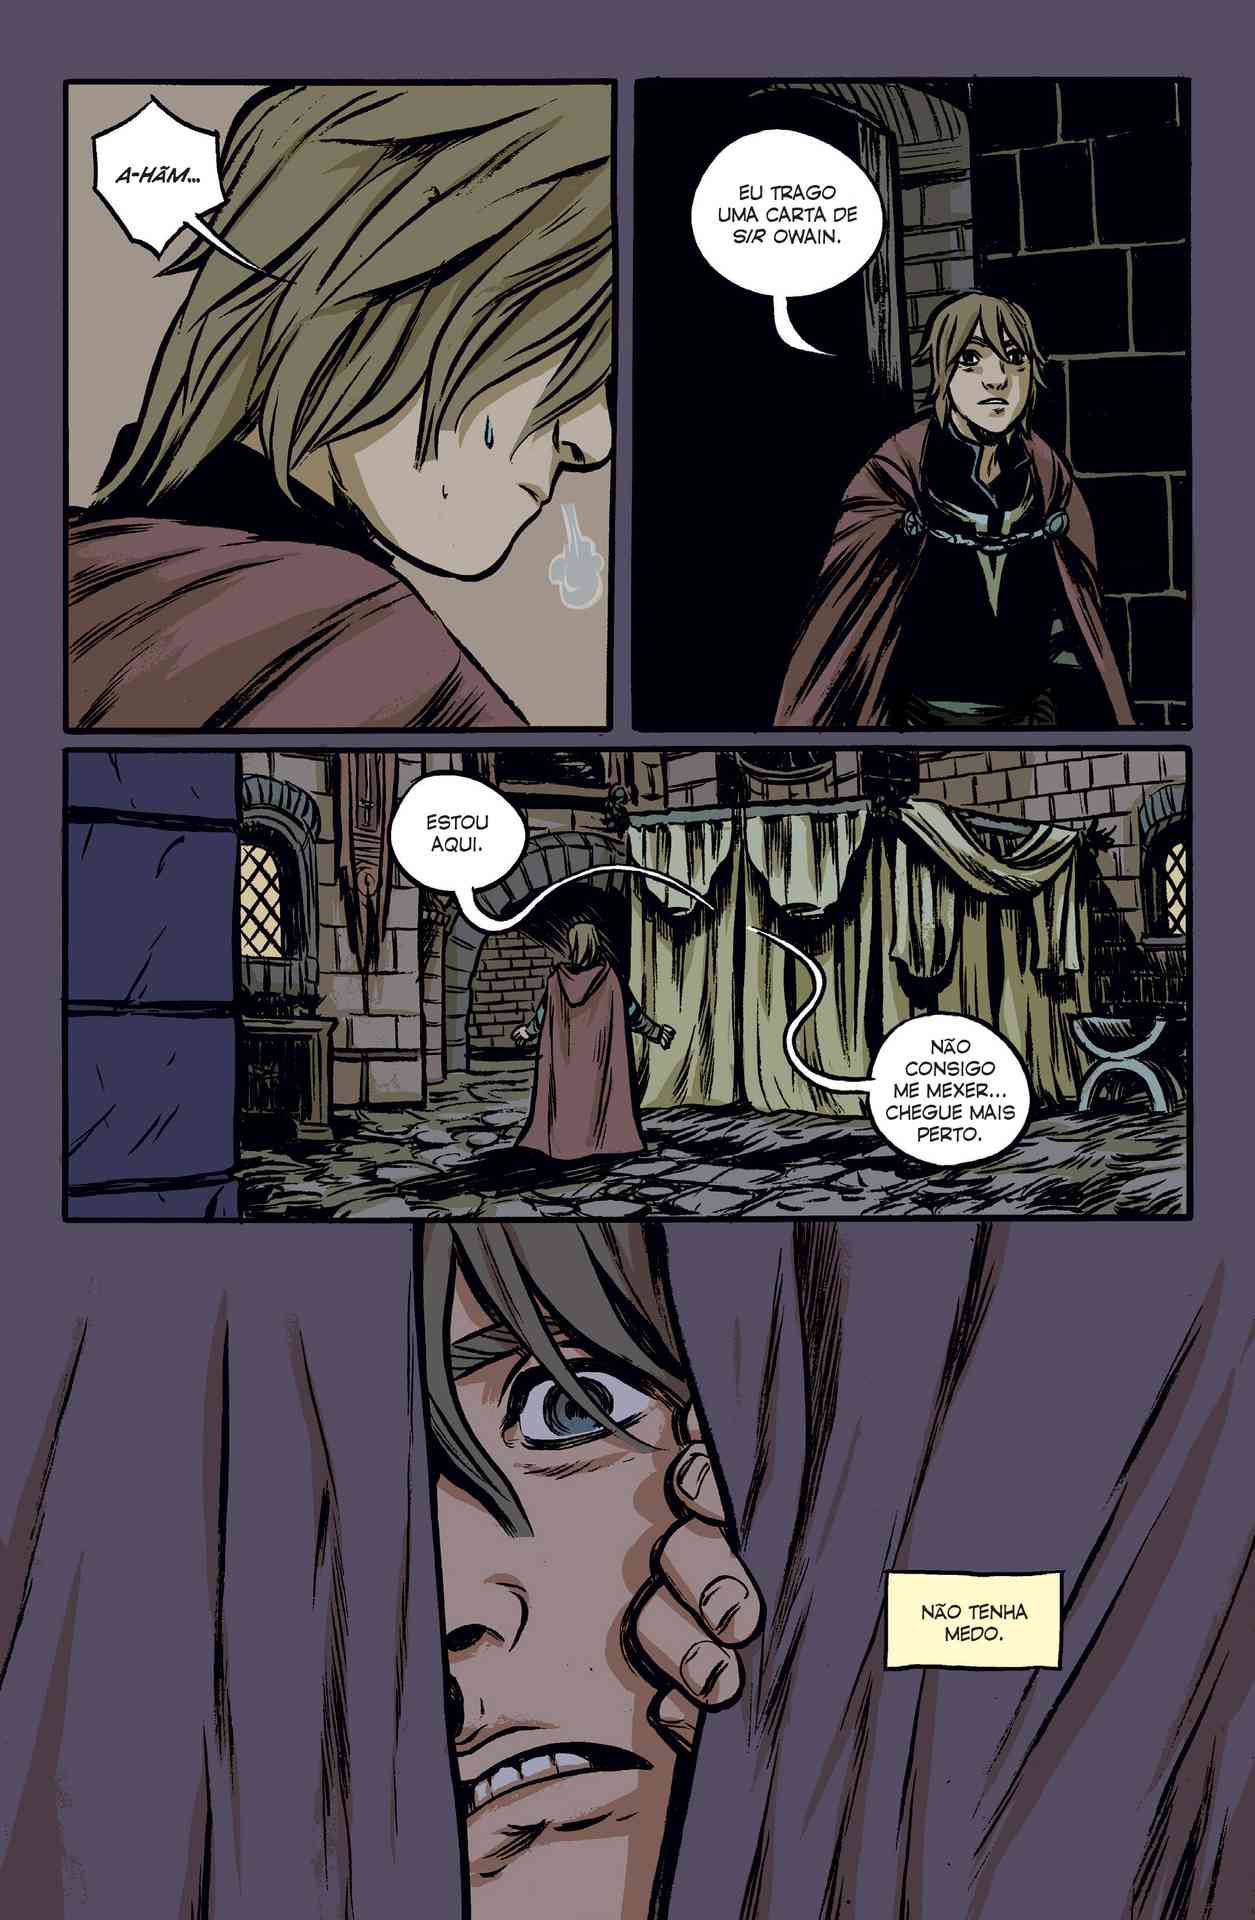 A-HÃM...
EU TRAGO
UMA CARTA DE
SIR OWAIN.
ESTOU
AQUI.
NÃO
CONSIGO
ME MEXER...
CHEGUE MAIS
PERTO.
NÃO TENHA
MEDO.